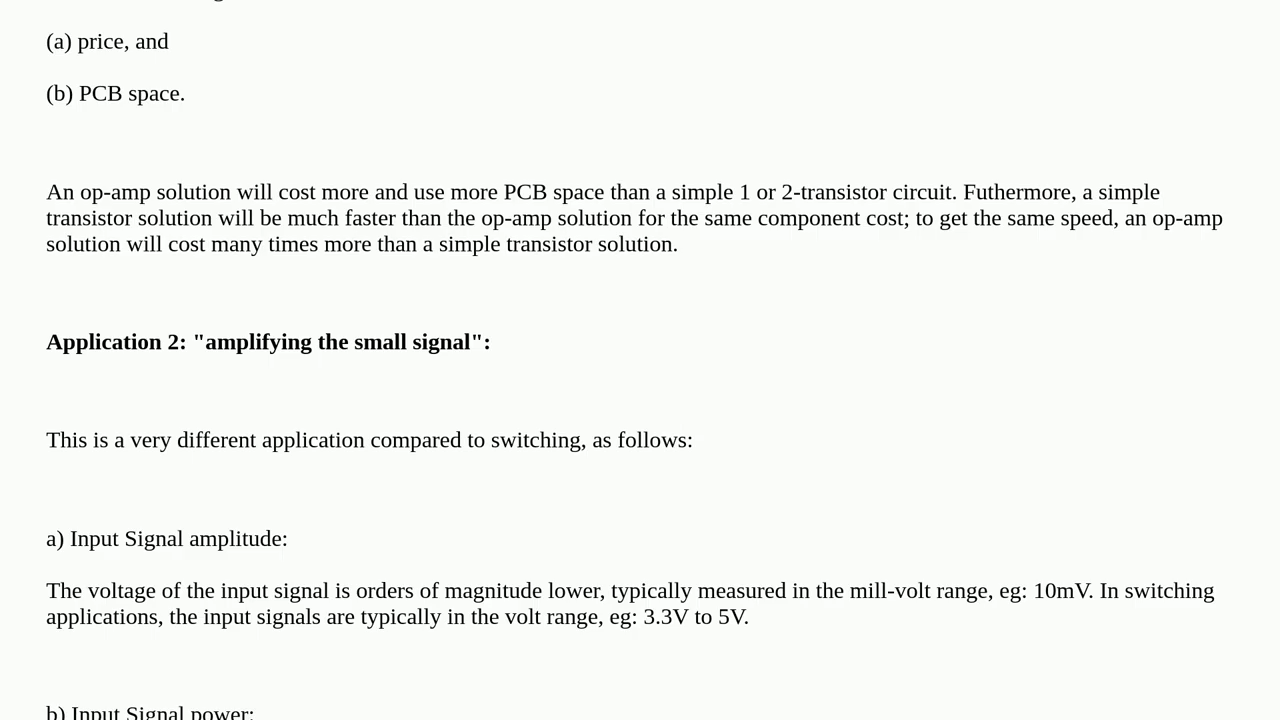 (a) price, and
(b) PCB space.
An op-amp solution will cost more and use more PCB space than a simple 1 or 2-transistor circuit. Futhermore, a simple
transistor solution will be much faster than the op-amp solution for the same component cost; to get the same speed, an op-amp
solution will cost many times more than a simple transistor solution.
Application 2: "amplifying the small signal":
This is a very different application compared to switching, as follows:
a) Input Signal amplitude:
The voltage of the input signal is orders of magnitude lower, typically measured in the mill-volt range, eg: 10mV. In switching
applications, the input signals are typically in the volt range, eg: 3.3V to 5V.
b) Input Signal power: